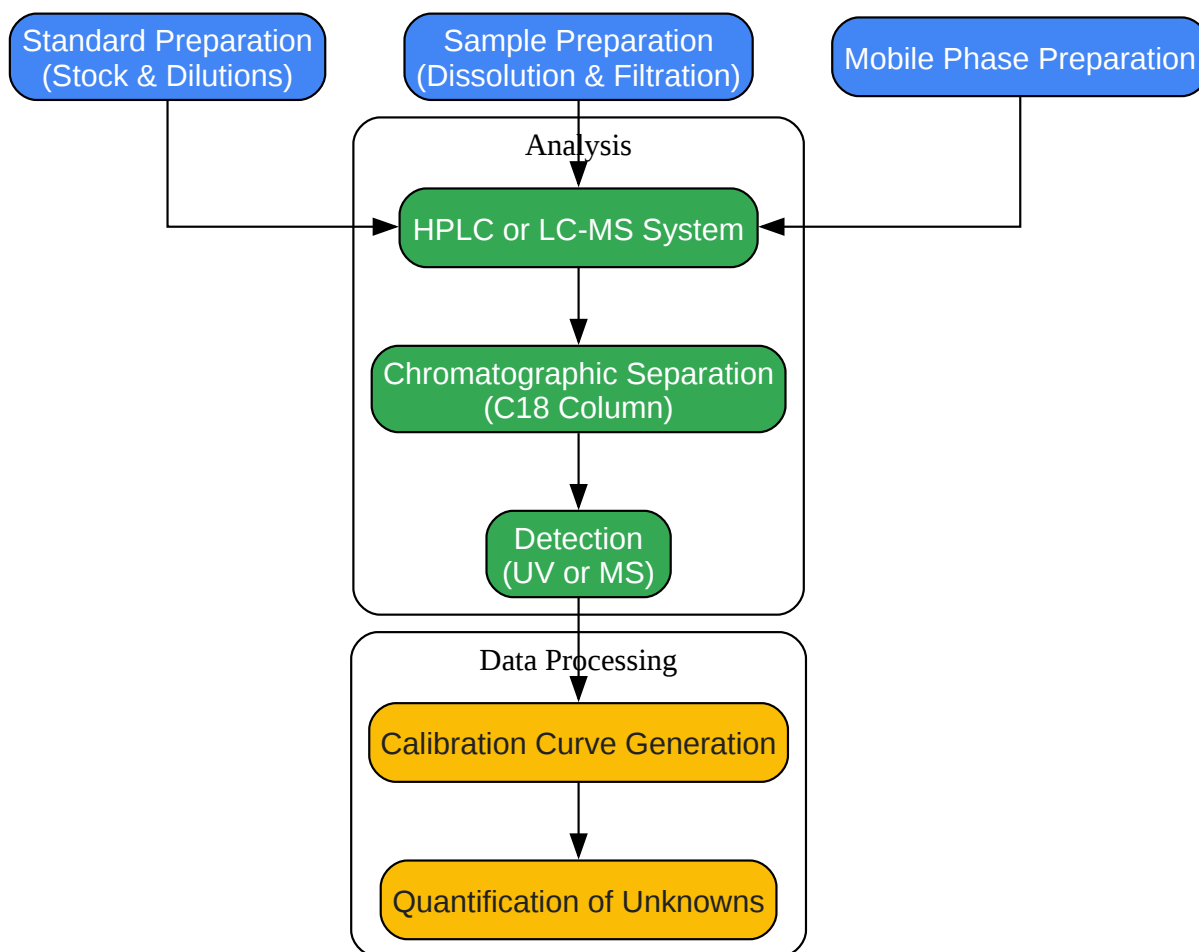 Standard Preparation
(Stock & Dilutions)
Sample Preparation
(Dissolution & Filtration)
Mobile Phase Preparation
Analysis
HPLC or LC-MS System
Chromatographic Separation
(C18 Column)
Detection
(UV or MS)
Data Processing
Calibration Curve Generation
Quantification of Unknowns